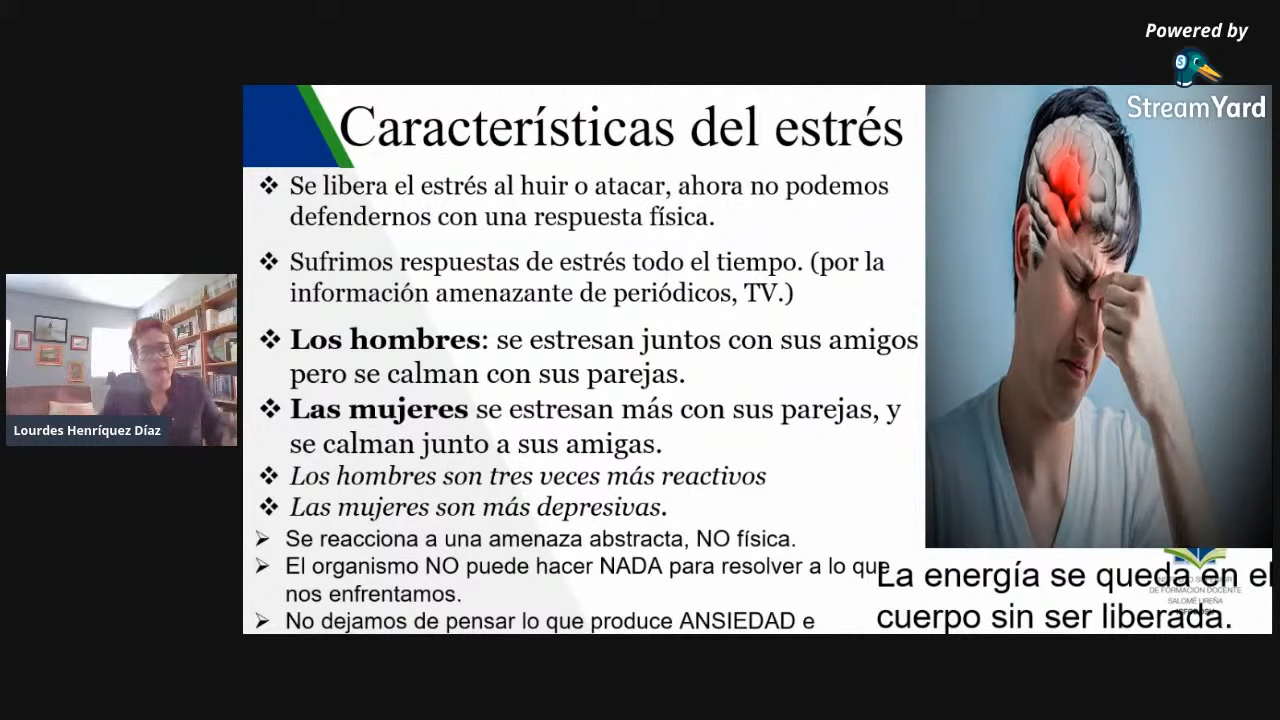 Powered by
StreamYard
Características del estrés
❖ Se libera el estrés al huir o atacar, ahora no podemos
defendernos con una respuesta física.
❖ Sufrimos respuestas de estrés todo el tiempo. (por la
información amenazante de periódicos, TV.)
❖ Los hombres: se estresan juntos con sus amigos
pero se calman con sus parejas.
❖ Las mujeres se estresan más con sus parejas, y
se calman junto a sus amigas.
❖ Los hombres son tres veces más reactivos
❖ Las mujeres son más depresivas.
➢ Se reacciona a una amenaza abstracta, NO física.
➢ El organismo NO puede hacer NADA para resolver a lo que
nos enfrentamos.
➢ No dejamos de pensar lo que produce ANSIEDAD e
La energía se queda en el
cuerpo sin ser liberada.
DE FORMACIÓN DOCENTE
SALOMÉ UREÑA
Lourdes Henríquez Díaz